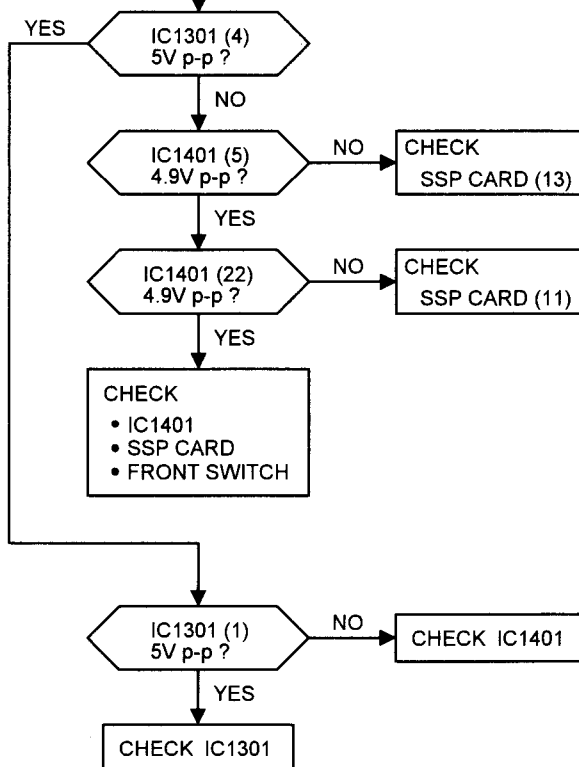 YES
IC1301 (4)
5V p-p ?
NO
IC1401 (5)
4.9V p-p ?
NO
CHECK
SSP CARD (13)
YES
IC1401 (22)
4.9V p-p ?
NO
CHECK
SSP CARD (11)
YES
CHECK
• IC1401
• SSP CARD
• FRONT SWITCH
IC1301 (1)
5V p-p ?
NO
CHECK IC1401
YES
CHECK IC1301